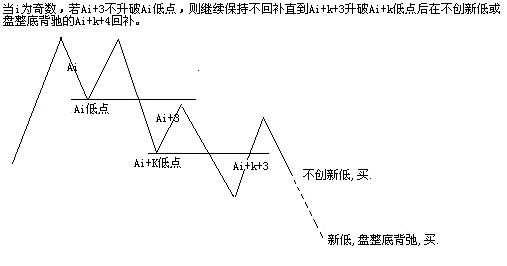 当i为奇数，若Ai+3不升破Ai低点，则继续保持不回补直到Ai+k+3升破Ai+k低点后在不创新低或
盘整底背驰的Ai+k+4回补。
Ai
Ai低点
Ai+3
Ai+K低点
Ai+k+3
不创新低,买.
新低,盘整底背弛,买.